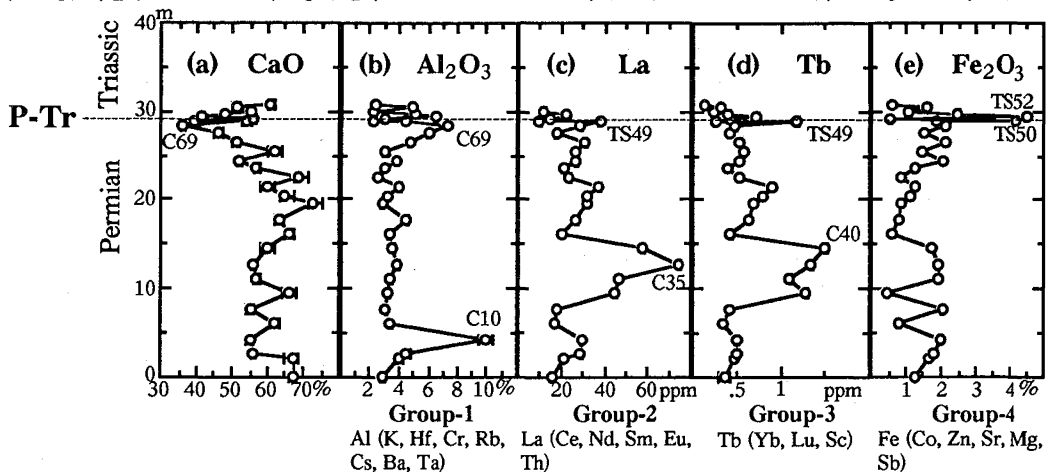 40 m
Triassic
(a) CaO
(b) Al2O3
(c) La
(d) Tb
(e) Fe2O3
TS52
30
P-Tr
TS49
TS49
TS50
C69
C69
20
Permian
C40
C35
10
C10
0
30 40 50 60 70%
2 4 6 8 10%
20 40 60 ppm
.5 1 ppm
1 2 3 4 5%
Group-1
Group-2
Group-3
Group-4
Al (K, Hf, Cr, Rb,
Cs, Ba, Ta)
La (Ce, Nd, Sm, Eu,
Th)
Tb (Yb, Lu, Sc)
Fe (Co, Zn, Sr, Mg,
Sb)